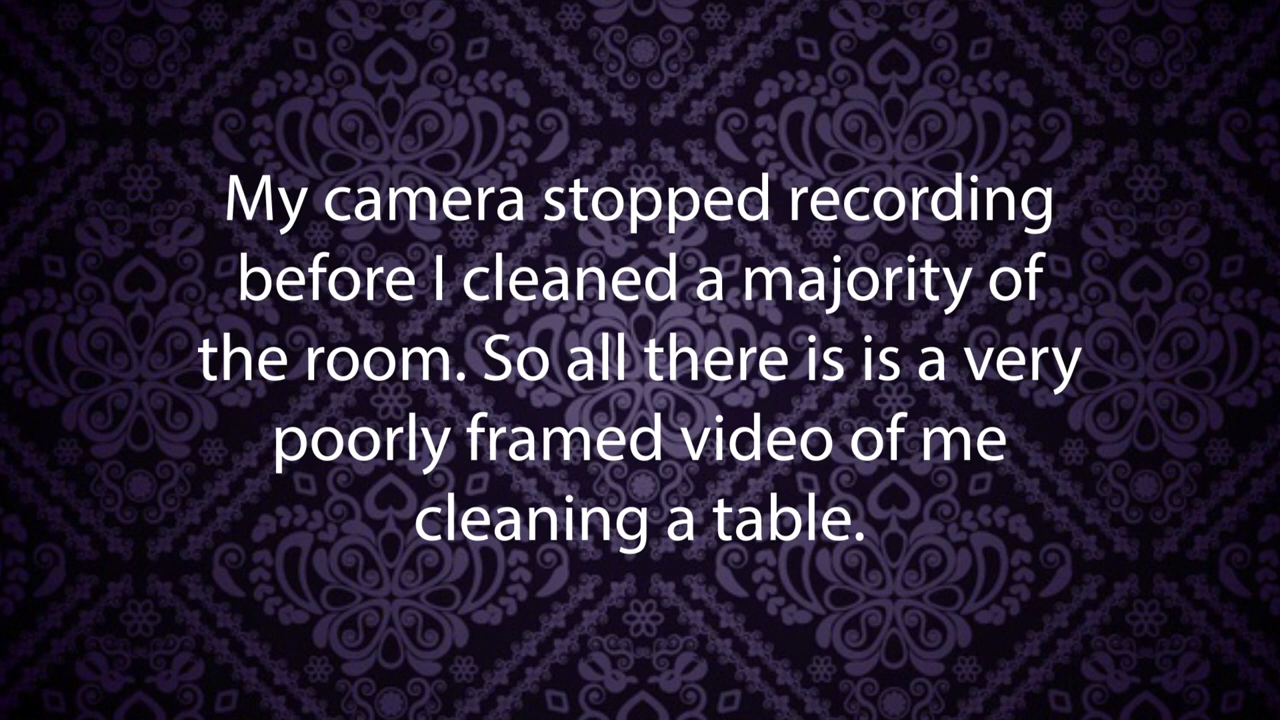 My camera stopped recording
before I cleaned a majority of
the room. So all there is is a very
poorly framed video of me
cleaning a table.